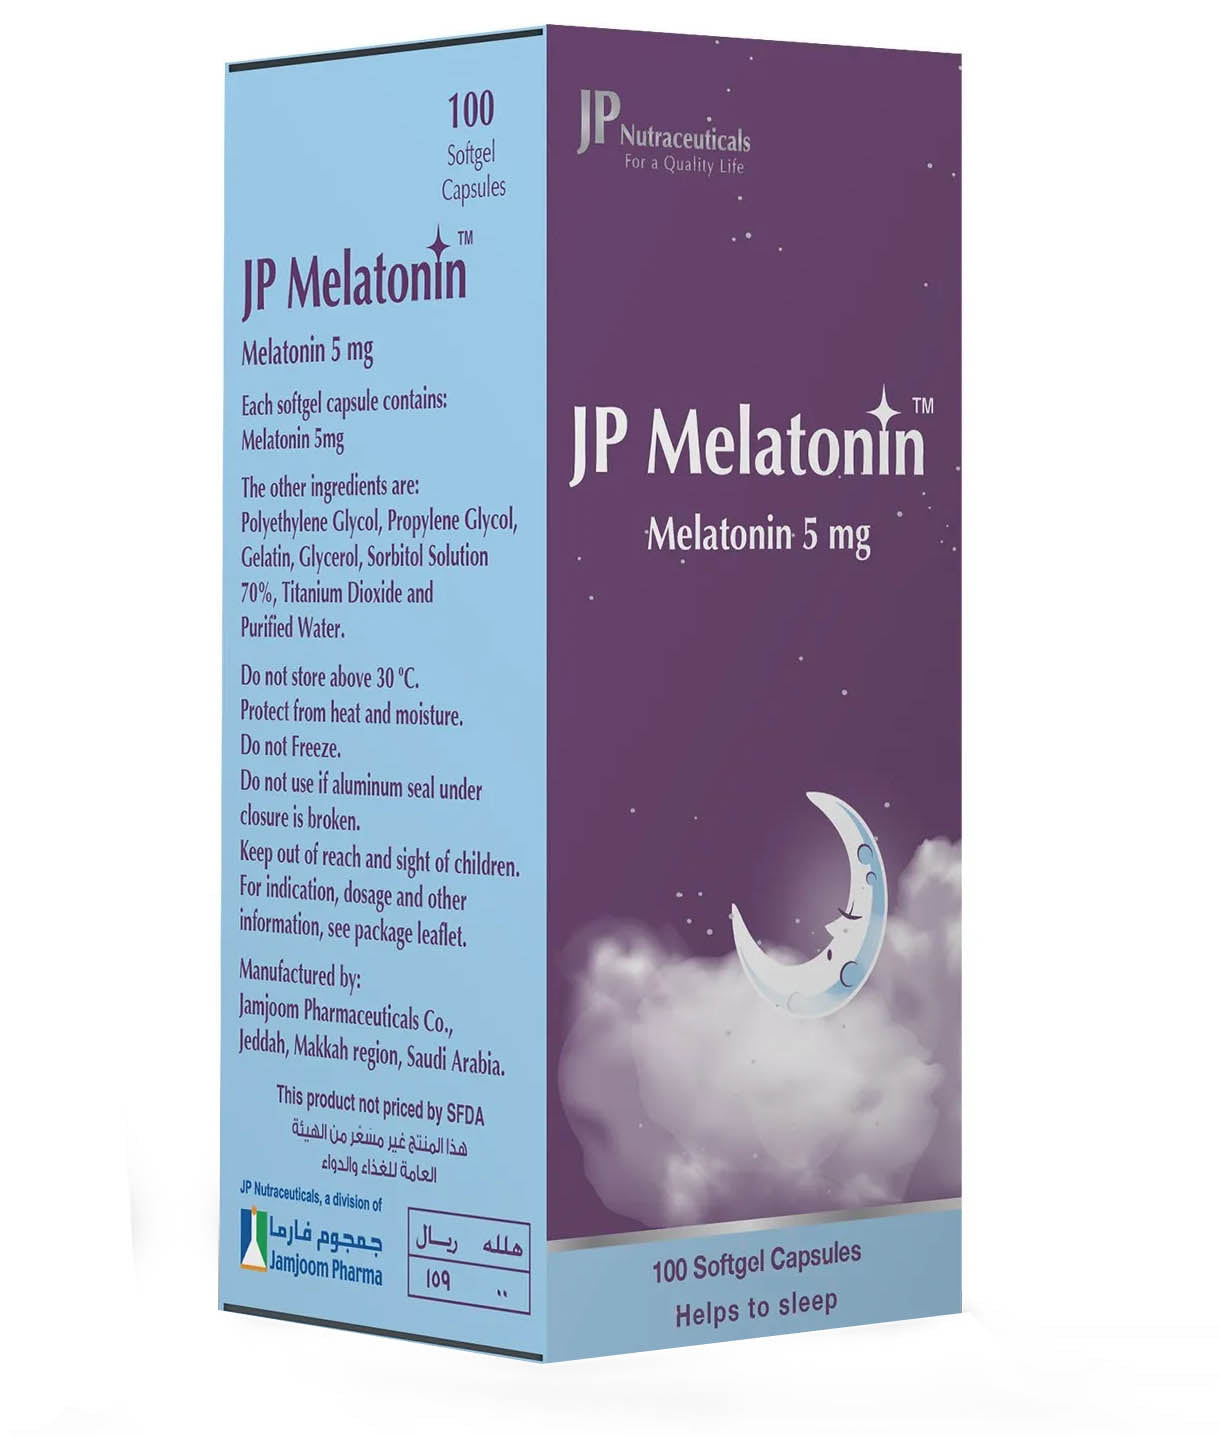 100
Softgel
Capsules
JP Melatonin™
Melatonin 5 mg
Each softgel capsule contains:
Melatonin 5mg
The other ingredients are:
Polyethylene Glycol, Propylene Glycol,
Gelatin, Glycerol, Sorbitol Solution
70%, Titanium Dioxide and
Purified Water.
Do not store above 30 ºC.
Protect from heat and moisture.
Do not Freeze.
Do not use if aluminum seal under
closure is broken.
Keep out of reach and sight of children.
For indication, dosage and other
information, see package leaflet.
Manufactured by:
Jamjoom Pharmaceuticals Co.,
Jeddah, Makkah region, Saudi Arabia.
This product not priced by SFDA
هذا المنتج غير مسعر من الهيئة
العامة للغذاء والدواء
JP Nutraceuticals, a division of
جمجوم فارما
Jamjoom Pharma
هلله ريال
٠٠ ١٥٩
JP Nutraceuticals
For a Quality Life
JP Melatonin™
Melatonin 5 mg
100 Softgel Capsules
Helps to sleep